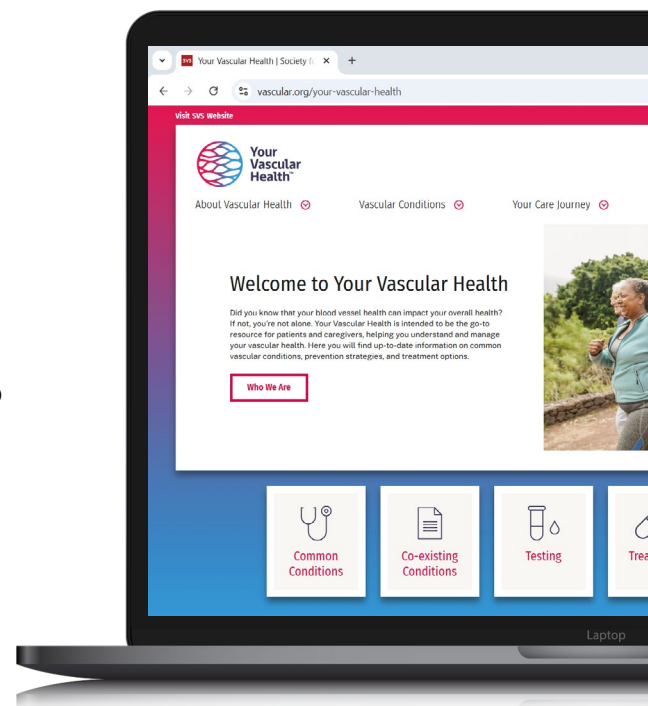 SVS Your Vascular Health | Society f
vascular.org/your-vascular-health
Visit SVS Website
Your
Vascular
Health™
About Vascular Health Vascular Conditions Your Care Journey
Welcome to Your Vascular Health
Did you know that your blood vessel health can impact your overall health?
If not, you're not alone. Your Vascular Health is intended to be the go-to
resource for patients and caregivers, helping you understand and manage
your vascular health. Here you will find up-to-date information on common
vascular conditions, prevention strategies, and treatment options.
Who We Are
Common
Conditions
Co-existing
Conditions
Testing
Trea
Laptop